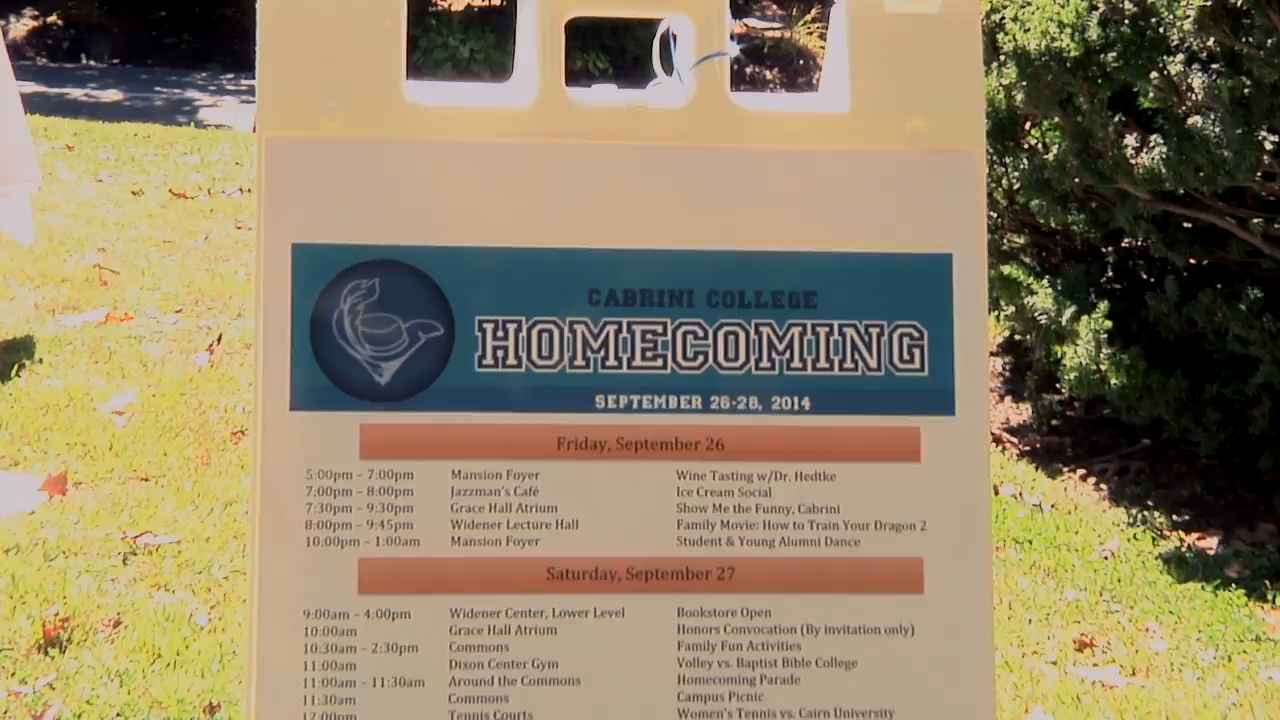 CABRINI COLLEGE
HOMECOMING
SEPTEMBER 26-28, 2014
Friday, September 26
5:00pm – 7:00pm Mansion Foyer Wine Tasting w/Dr. Hedtke
7:00pm – 8:00pm Jazzman's Café Ice Cream Social
7:30pm – 9:30pm Grace Hall Atrium Show Me the Funny, Cabrini
8:00pm – 9:45pm Widener Lecture Hall Family Movie: How to Train Your Dragon 2
10:00pm – 1:00am Mansion Foyer Student & Young Alumni Dance
Saturday, September 27
9:00am – 4:00pm Widener Center, Lower Level Bookstore Open
10:00am Grace Hall Atrium Honors Convocation (By invitation only)
10:30am – 2:30pm Commons Family Fun Activities
11:00am Dixon Center Gym Volley vs. Baptist Bible College
11:00am – 11:30am Around the Commons Homecoming Parade
11:30am Commons Campus Picnic
12:00pm Tennis Courts Women's Tennis vs. Cairn University